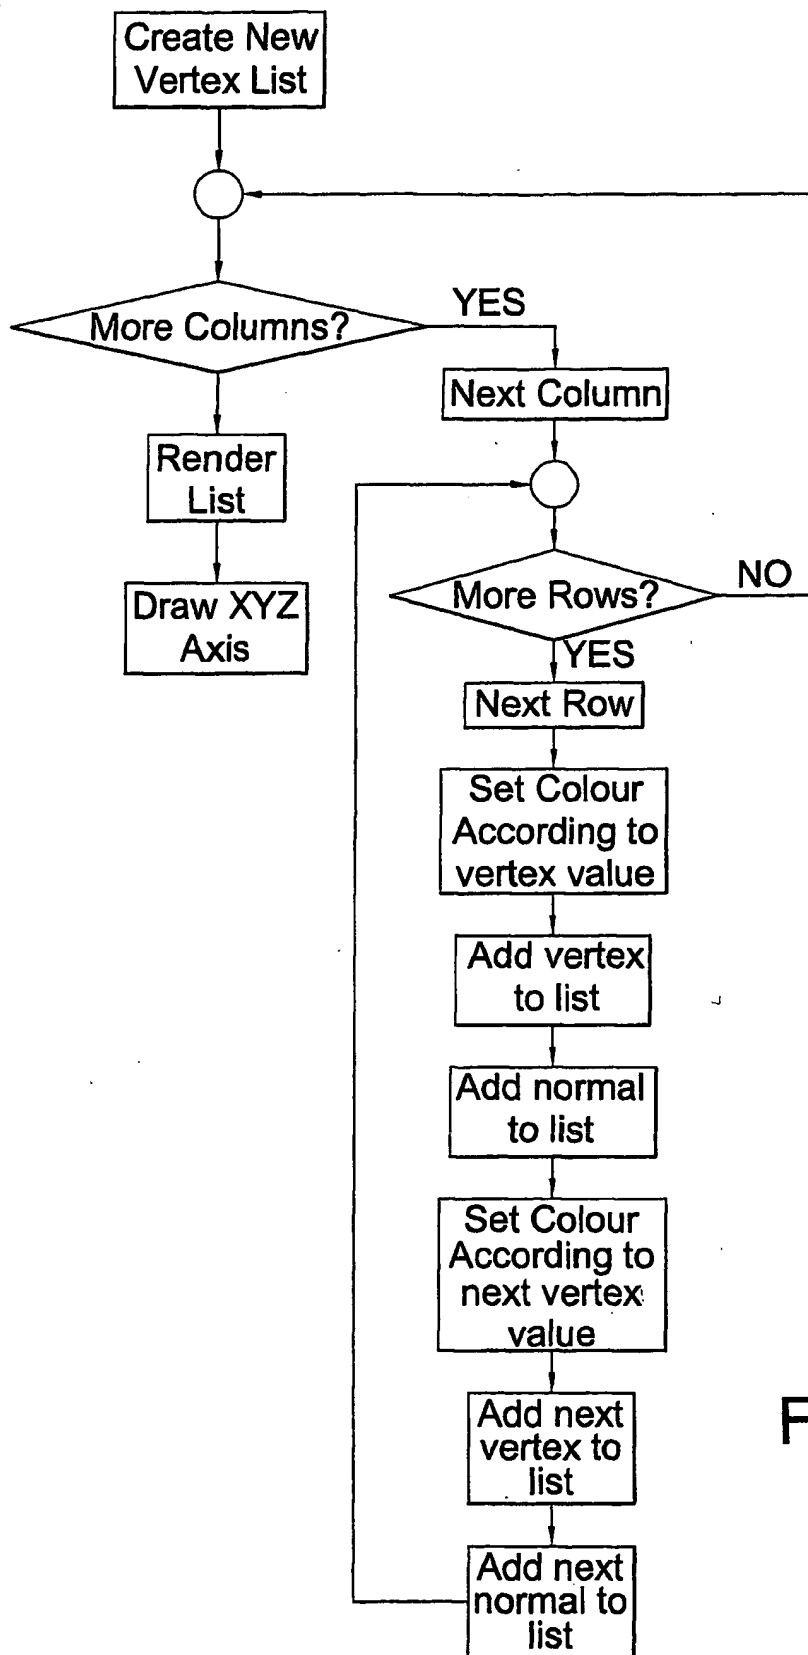 Create New
Vertex List
More Columns?
YES
Next Column
Render
List
Draw XYZ
Axis
More Rows?
NO
YES
Next Row
Set Colour
According to
vertex value
Add vertex
to list
Add normal
to list
Set Colour
According to
next vertex
value
Add next
vertex to
list
Add next
normal to
list
F